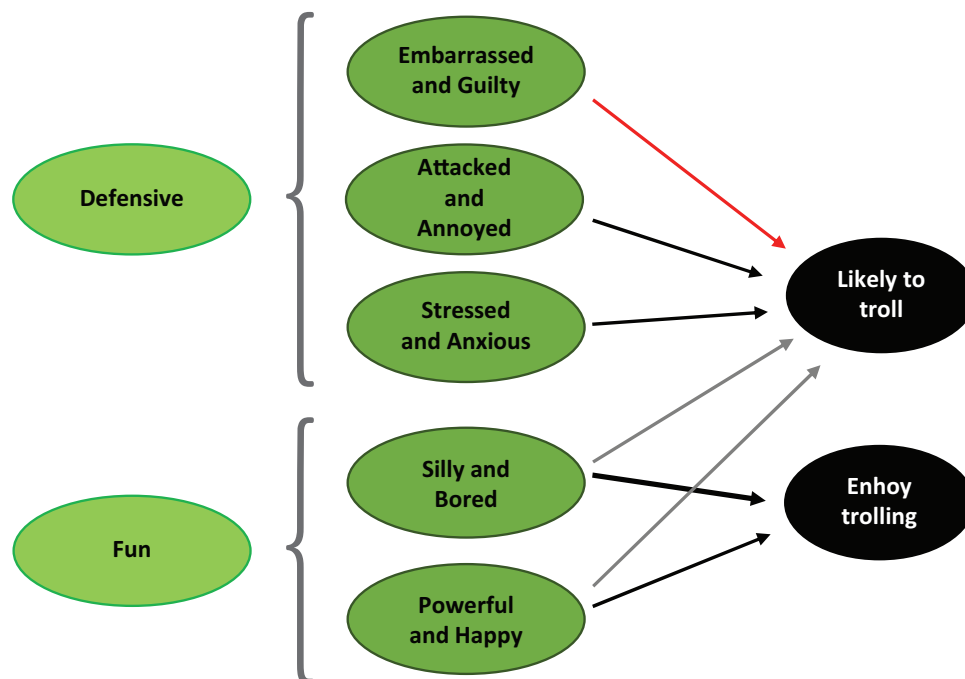 Embarrassed
and Guilty
Defensive
Attacked
and
Annoyed
Stressed
and Anxious
Likely to
troll
Fun
Silly and
Bored
Powerful
and Happy
Enhoy
trolling